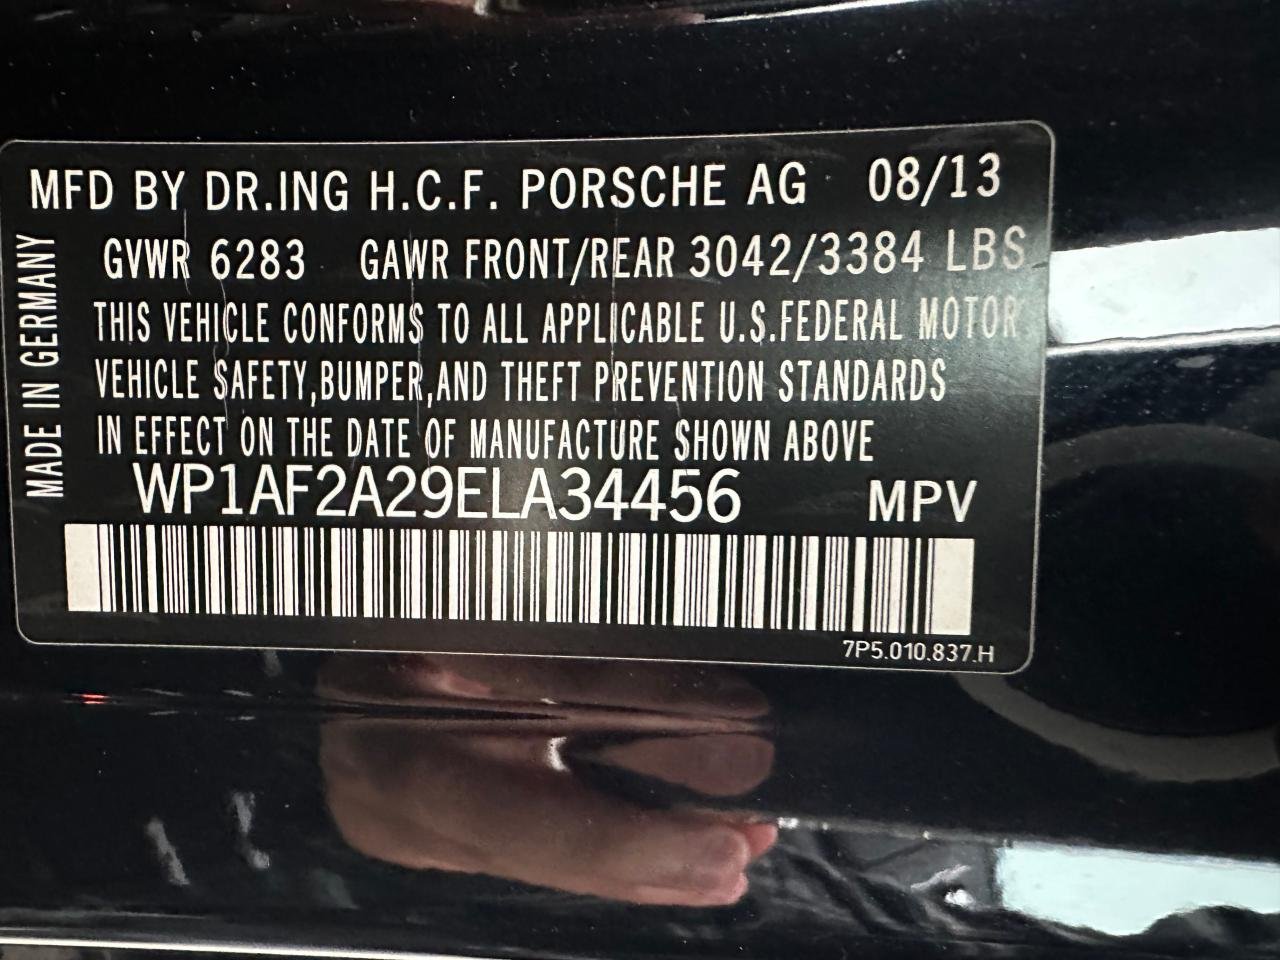 MFD BY DR.ING H.C.F. PORSCHE AG 08/13
GVWR 6283 GAWR FRONT/REAR 3042/3384 LBS
THIS VEHICLE CONFORMS TO ALL APPLICABLE U.S.FEDERAL MOTOR
VEHICLE SAFETY,BUMPER,AND THEFT PREVENTION STANDARDS
IN EFFECT ON THE DATE OF MANUFACTURE SHOWN ABOVE
WP1AF2A29ELA34456 MPV
7P5.010.837.H
MADE IN GERMANY